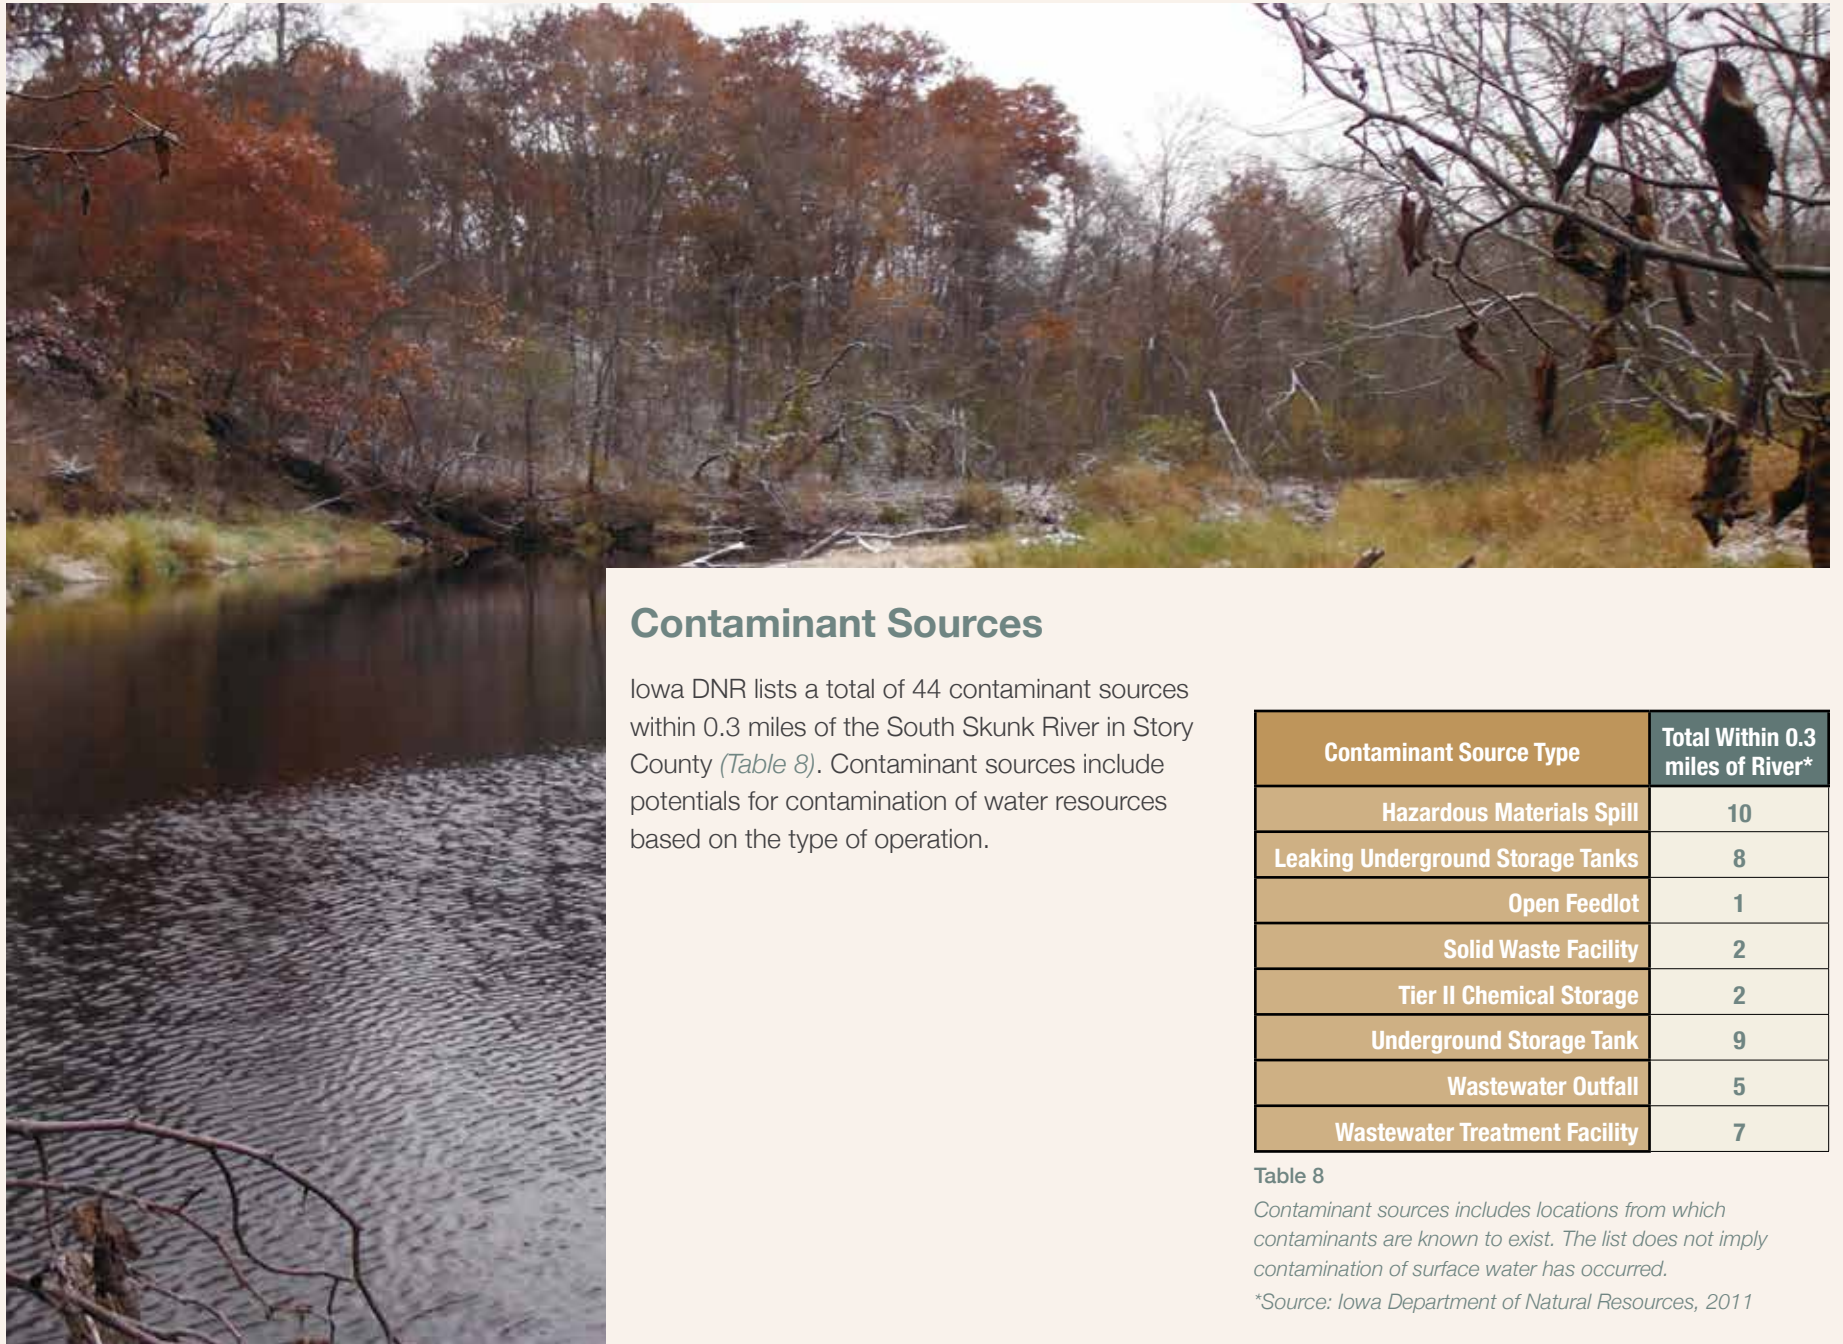 Contaminant Sources
Iowa DNR lists a total of 44 contaminant sources
within 0.3 miles of the South Skunk River in Story
County (Table 8). Contaminant sources include
potentials for contamination of water resources
based on the type of operation.
Contaminant Source Type
Total Within 0.3
miles of River*
Hazardous Materials Spill 10
Leaking Underground Storage Tanks 8
Open Feedlot 1
Solid Waste Facility 2
Tier II Chemical Storage 2
Underground Storage Tank 9
Wastewater Outfall 5
Wastewater Treatment Facility 7
Table 8
Contaminant sources includes locations from which
contaminants are known to exist. The list does not imply
contamination of surface water has occurred.
*Source: Iowa Department of Natural Resources, 2011